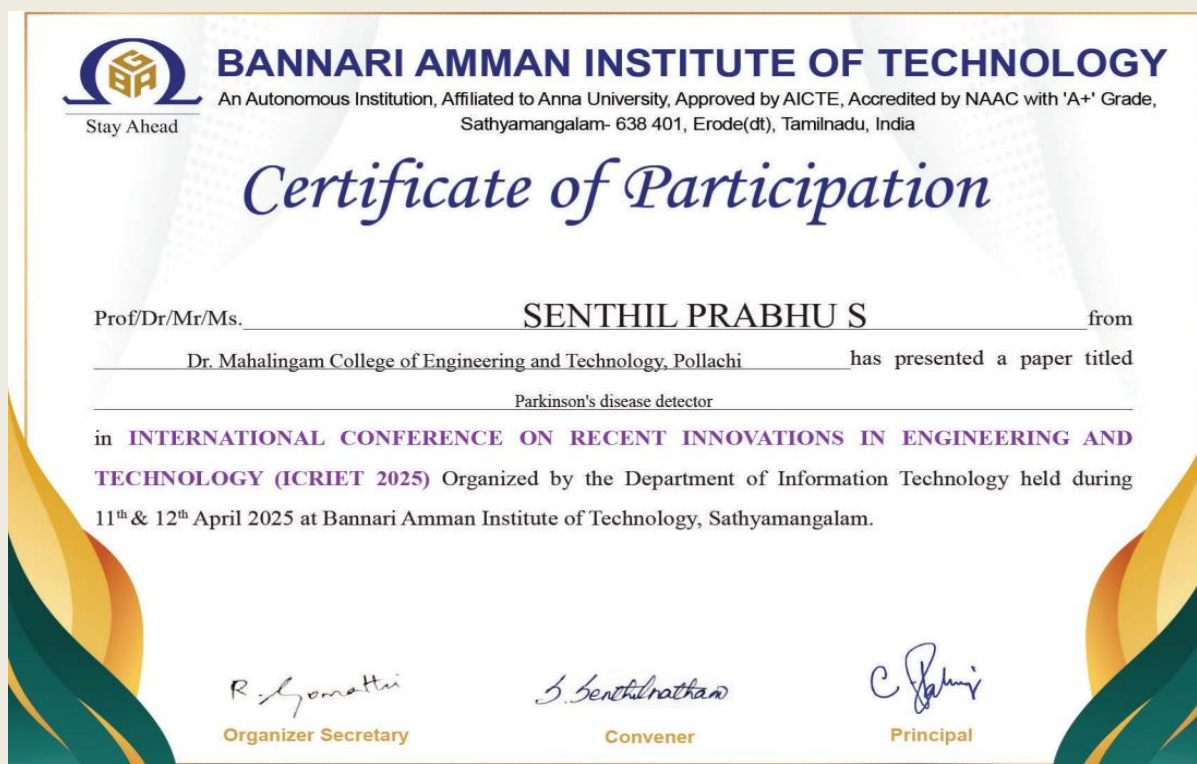 GBA
Stay Ahead
BANNARI AMMAN INSTITUTE OF TECHNOLOGY
An Autonomous Institution, Affiliated to Anna University, Approved by AICTE, Accredited by NAAC with 'A+' Grade,
Sathyamangalam- 638 401, Erode(dt), Tamilnadu, India
Certificate of Participation
Prof/Dr/Mr/Ms. SENTHIL PRABHU S from
Dr. Mahalingam College of Engineering and Technology, Pollachi has presented a paper titled
Parkinson's disease detector
in INTERNATIONAL CONFERENCE ON RECENT INNOVATIONS IN ENGINEERING AND
TECHNOLOGY (ICRIET 2025) Organized by the Department of Information Technology held during
11th & 12th April 2025 at Bannari Amman Institute of Technology, Sathyamangalam.
R. Gomathi S. Senthilnathan C
Organizer Secretary Convener Principal